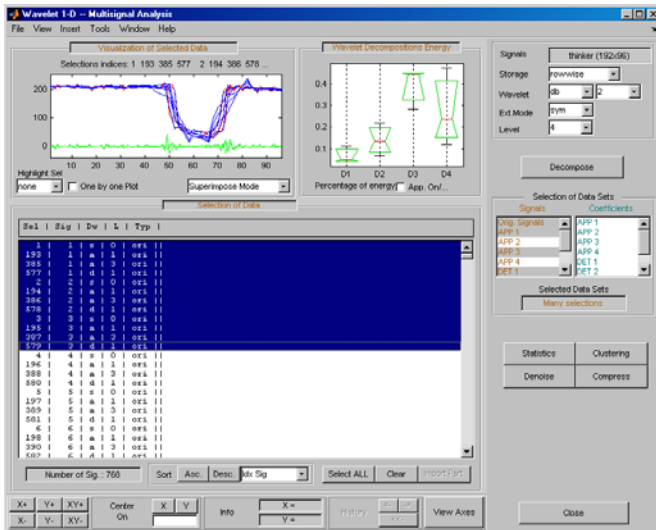 Wavelet 1-D -- Multisignal Analysis
File View Insert Tools Window Help
Visualization of Selected Data
Selections indices: 1 193 385 577 2 194 386 578 ...
200
100
0
10 20 30 40 50 60 70 80 90
Highlight Sel
none
One by one Plot
Superimpose Mode
Wavelet Decompositions Energy
0.4
0.3
0.2
0.1
D1 D2 D3 D4
Percentage of energy
App. On/...
Signals thinker (192x96)
Storage rowwise
Wavelet db 2
Ext.Mode sym
Level 4
Decompose
Selection of Data Sets
Signals Coefficients
Orig. Signals APP 1
APP 1 APP 2
APP 2 APP 3
APP 3 APP 4
APP 4 DET 1
DET 1 DET 2
Selected Data Sets
Many selections
Statistics Clustering
Denoise Compress
Selection of Data
Sel | Sig | Dw | L | Typ |
1 | 1 | s | 0 | ori ||
193 | 1 | a | 1 | ori ||
385 | 1 | a | 3 | ori ||
577 | 1 | d | 1 | ori ||
2 | 2 | s | 0 | ori ||
194 | 2 | a | 1 | ori ||
386 | 2 | a | 3 | ori ||
578 | 2 | d | 1 | ori ||
3 | 3 | s | 0 | ori ||
195 | 3 | a | 1 | ori ||
387 | 3 | a | 3 | ori ||
579 | 3 | d | 1 | ori ||
4 | 4 | s | 0 | ori ||
196 | 4 | a | 1 | ori ||
388 | 4 | a | 3 | ori ||
580 | 4 | d | 1 | ori ||
5 | 5 | s | 0 | ori ||
197 | 5 | a | 1 | ori ||
389 | 5 | a | 3 | ori ||
581 | 5 | d | 1 | ori ||
6 | 6 | s | 0 | ori ||
198 | 6 | a | 1 | ori ||
390 | 6 | a | 3 | ori ||
582 | 6 | d | 1 | ori ||
Number of Sig. : 768
Sort Asc. Desc. Idx Sig
Select ALL Clear Import Part
X+ Y+ XY+
X- Y- XY-
Center On
X Y
Info
X =
Y =
History
<- ->
<<-
View Axes
Close